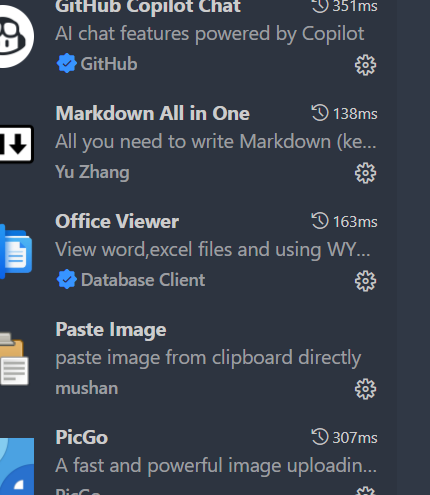 GitHub Copilot Chat 351ms
AI chat features powered by Copilot
GitHub
Markdown All in One 138ms
All you need to write Markdown (ke...
Yu Zhang
Office Viewer 163ms
View word,excel files and using WY...
Database Client
Paste Image
paste image from clipboard directly
mushan
PicGo 307ms
A fast and powerful image uploadin...
PicGo